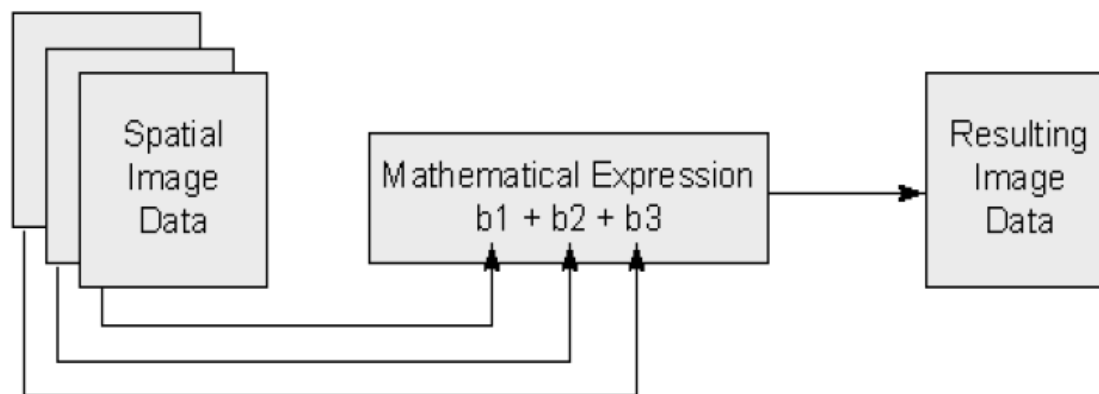 Spatial
Image
Data
Mathematical Expression
b1 + b2 + b3
Resulting
Image
Data